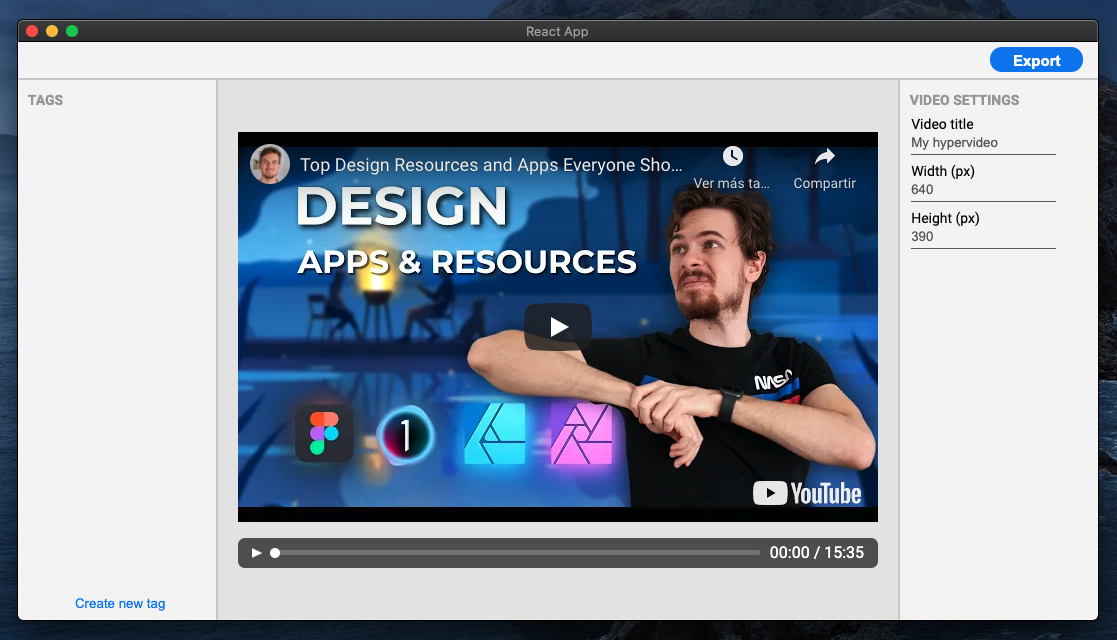 React App
Export
TAGS
Create new tag
Top Design Resources and Apps Everyone Sho...
Ver más ta...
Compartir
DESIGN
APPS & RESOURCES
NASA
1
YouTube
00:00 / 15:35
VIDEO SETTINGS
Video title
My hypervideo
Width (px)
640
Height (px)
390